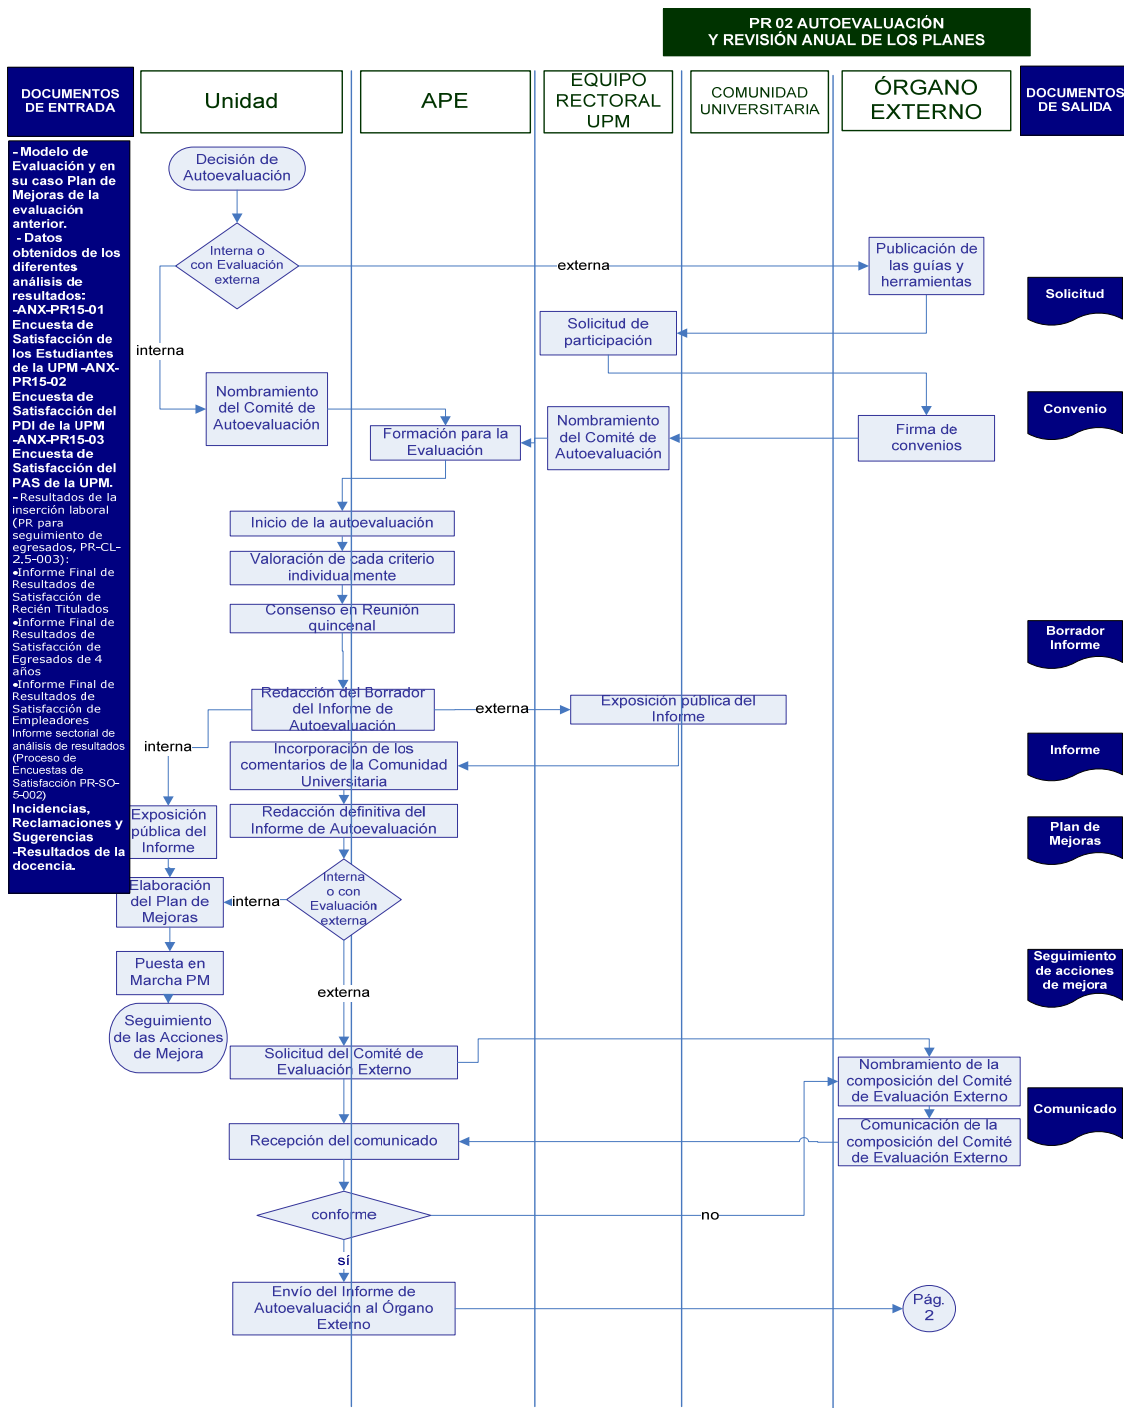 PR 02 AUTOEVALUACIÓN
Y REVISIÓN ANUAL DE LOS PLANES
DOCUMENTOS
DE ENTRADA
Unidad
APE
EQUIPO
RECTORAL
UPM
COMUNIDAD
UNIVERSITARIA
ÓRGANO
EXTERNO
DOCUMENTOS
DE SALIDA
- Modelo de
Evaluación y en
su caso Plan de
Mejoras de la
evaluación
anterior.
- Datos
obtenidos de los
diferentes
análisis de
resultados:
-ANX-PR15-01
Encuesta de
Satisfacción de
los Estudiantes
de la UPM -ANX-
PR15-02
Encuesta de
Satisfacción del
PDI de la UPM
-ANX-PR15-03
Encuesta de
Satisfacción del
PAS de la UPM.
- Resultados de la
inserción laboral
(PR para
seguimiento de
egresados, PR-CL-
2.5-003):
•Informe Final de
Resultados de
Satisfacción de
Recién Titulados
•Informe Final de
Resultados de
Satisfacción de
Egresados de 4
años
•Informe Final de
Resultados de
Satisfacción de
Empleadores
Informe sectorial de
análisis de resultados
(Proceso de
Encuestas de
Satisfacción PR-SO-
5-002)
Incidencias,
Reclamaciones y
Sugerencias
-Resultados de la
docencia.
Decisión de
Autoevaluación
Interna o
con Evaluación
externa
externa
Publicación de
las guías y
herramientas
Solicitud
Solicitud de
participación
interna
Nombramiento
del Comité de
Autoevaluación
Formación para la
Evaluación
Nombramiento
del Comité de
Autoevaluación
Firma de
convenios
Convenio
Inicio de la autoevaluación
Valoración de cada criterio
individualmente
Consenso en Reunión
quincenal
Borrador
Informe
Redacción del Borrador
del Informe de
Autoevaluación
externa
Exposición pública del
Informe
interna
Incorporación de los
comentarios de la Comunidad
Universitaria
Informe
Exposición
pública del
Informe
Redacción definitiva del
Informe de Autoevaluación
Plan de
Mejoras
Interna
o con
Evaluación
externa
interna
Elaboración
del Plan de
Mejoras
Puesta en
Marcha PM
externa
Seguimiento
de acciones
de mejora
Seguimiento
de las Acciones
de Mejora
Solicitud del Comité de
Evaluación Externo
Nombramiento de la
composición del Comité
de Evaluación Externo
Comunicado
Recepción del comunicado
Comunicación de la
composición del Comité
de Evaluación Externo
conforme
no
sí
Envío del Informe de
Autoevaluación al Órgano
Externo
Pág.
2